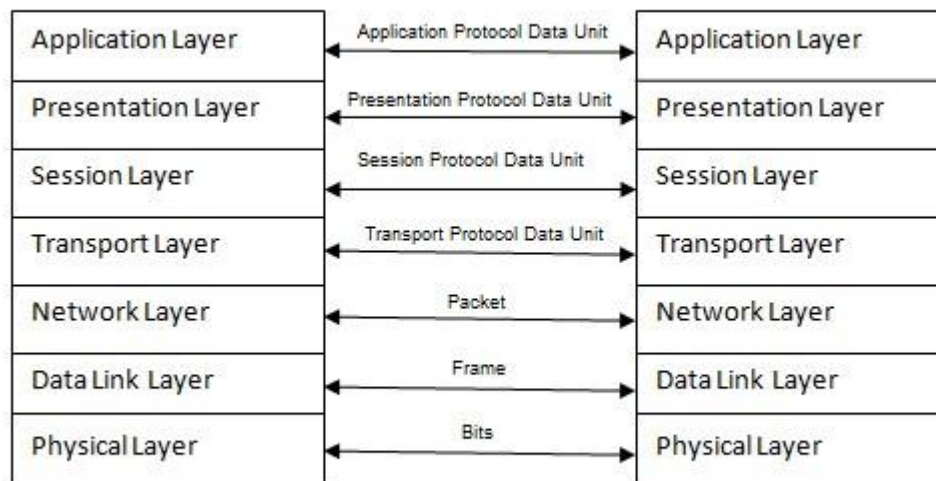 Application Layer
Application Protocol Data Unit
Application Layer
Presentation Layer
Presentation Protocol Data Unit
Presentation Layer
Session Layer
Session Protocol Data Unit
Session Layer
Transport Layer
Transport Protocol Data Unit
Transport Layer
Network Layer
Packet
Network Layer
Data Link Layer
Frame
Data Link Layer
Physical Layer
Bits
Physical Layer